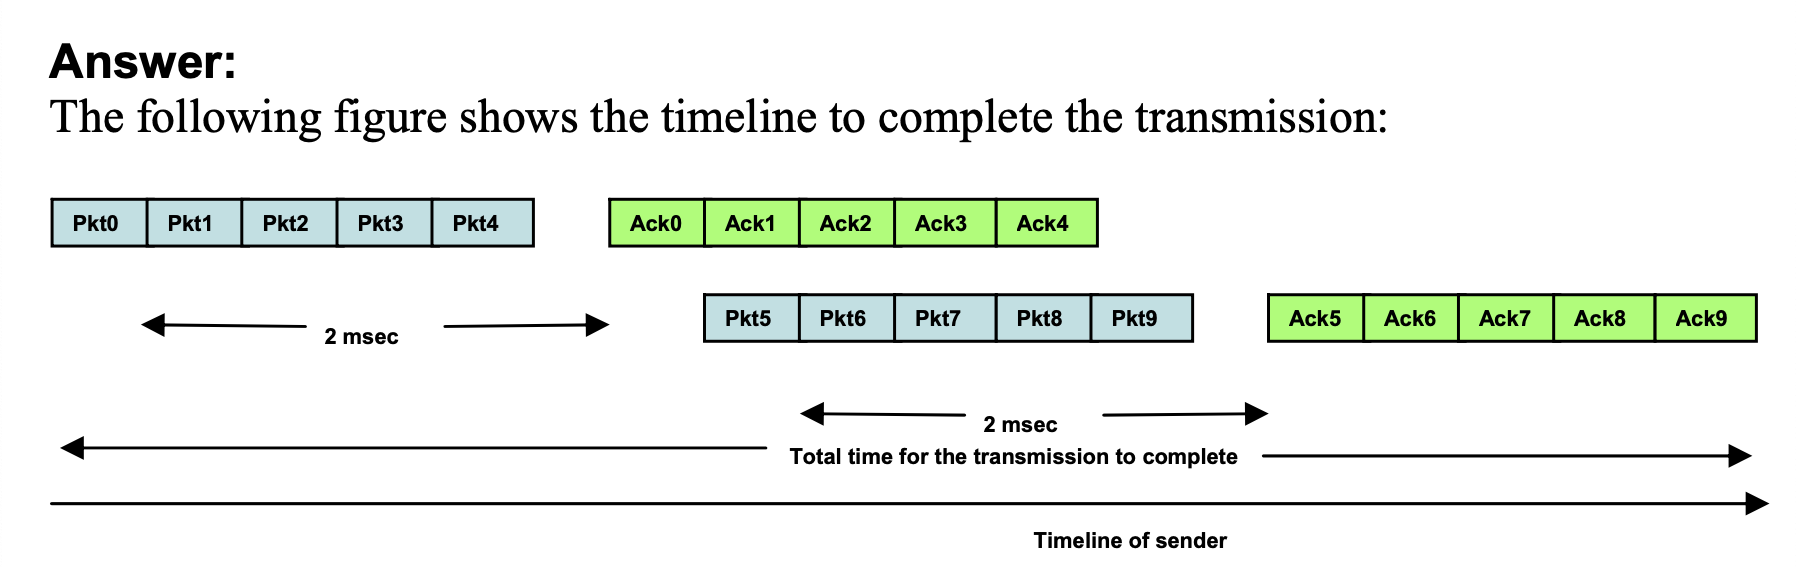 Answer:
The following figure shows the timeline to complete the transmission:
Pkt0 Pkt1 Pkt2 Pkt3 Pkt4 Ack0 Ack1 Ack2 Ack3 Ack4
Pkt5 Pkt6 Pkt7 Pkt8 Pkt9 Ack5 Ack6 Ack7 Ack8 Ack9
2 msec
2 msec
Total time for the transmission to complete
Timeline of sender